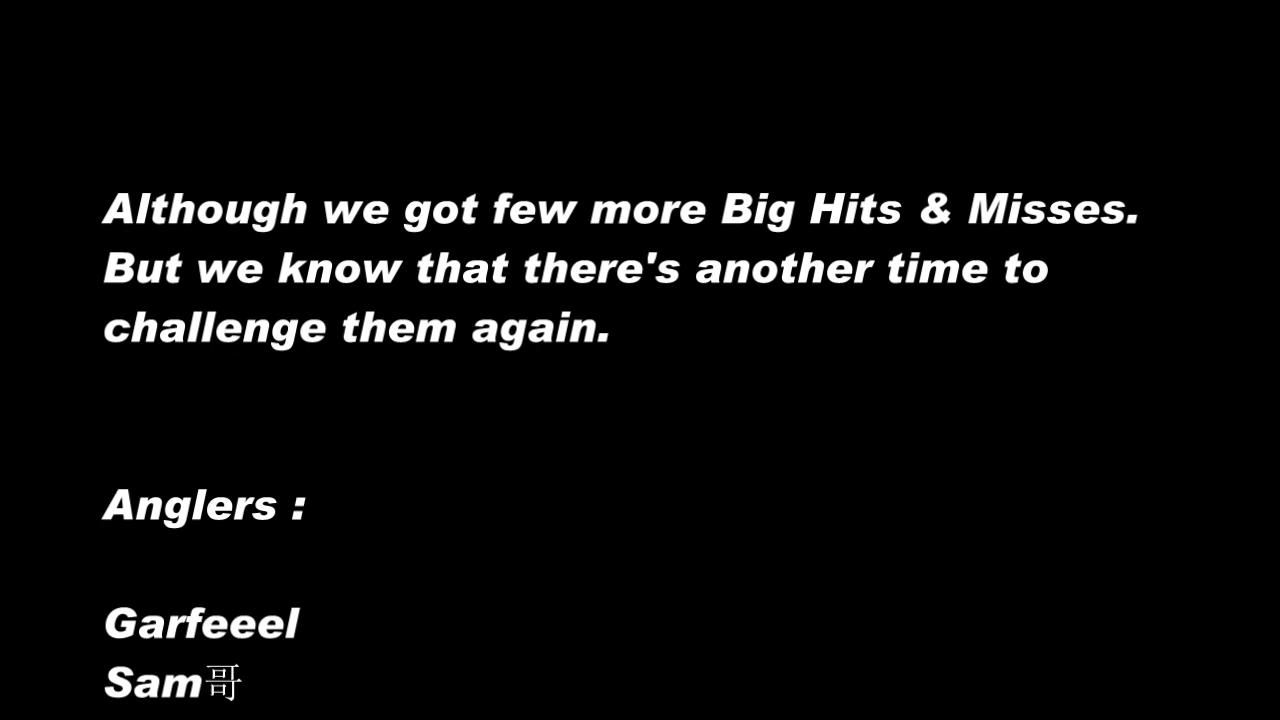 Although we got few more Big Hits & Misses.
But we know that there's another time to
challenge them again.
Anglers :
Garfeeel
Sam哥